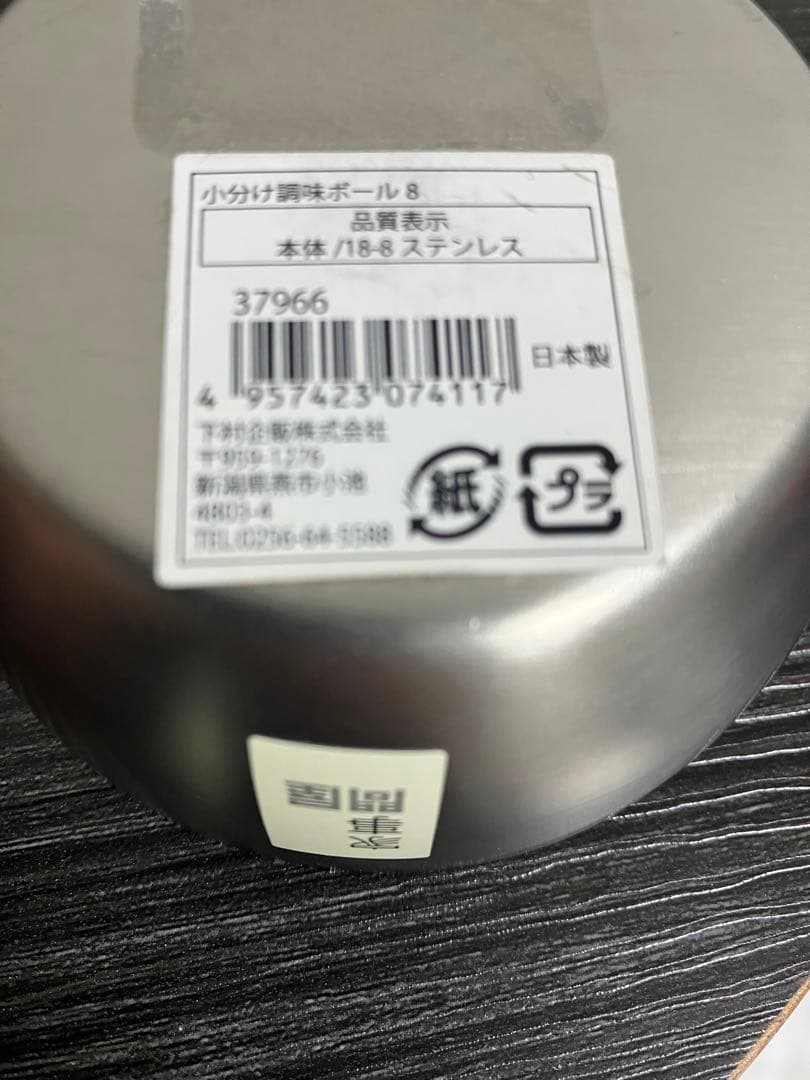 小分け調味ボール 8
品質表示
本体 /18-8 ステンレス
37966
日本製
4 957423 074117
下村企販株式会社
〒959-1276
新潟県燕市小池
4803-4
TEL:0256-64-5588
紙
プラ
家事問屋